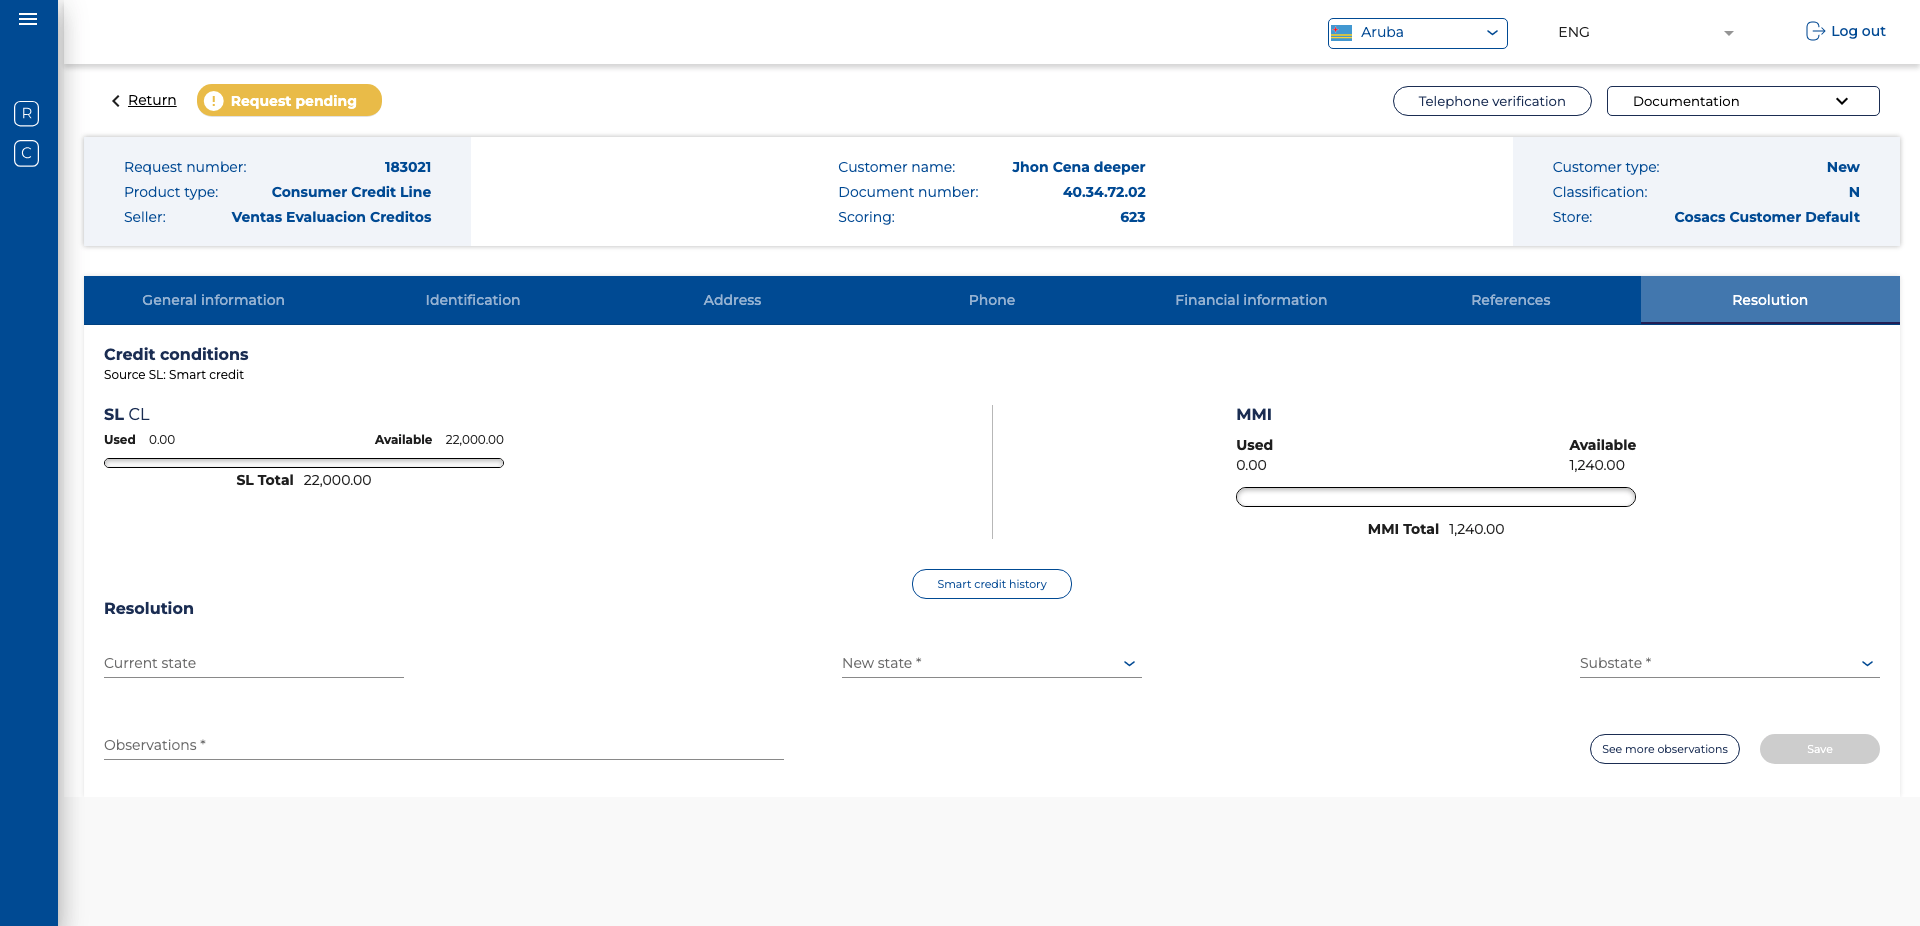 Aruba
ENG
Log out
R
C
Return
Request pending
Telephone verification
Documentation
Request number: 183021
Product type: Consumer Credit Line
Seller: Ventas Evaluacion Creditos
Customer name: Jhon Cena deeper
Document number: 40.34.72.02
Scoring: 623
Customer type: New
Classification: N
Store: Cosacs Customer Default
General information
Identification
Address
Phone
Financial information
References
Resolution
Credit conditions
Source SL: Smart credit
SL CL
Used 0.00 Available 22,000.00
SL Total 22,000.00
MMI
Used Available
0.00 1,240.00
MMI Total 1,240.00
Smart credit history
Resolution
Current state
New state *
Substate *
Observations *
See more observations
Save